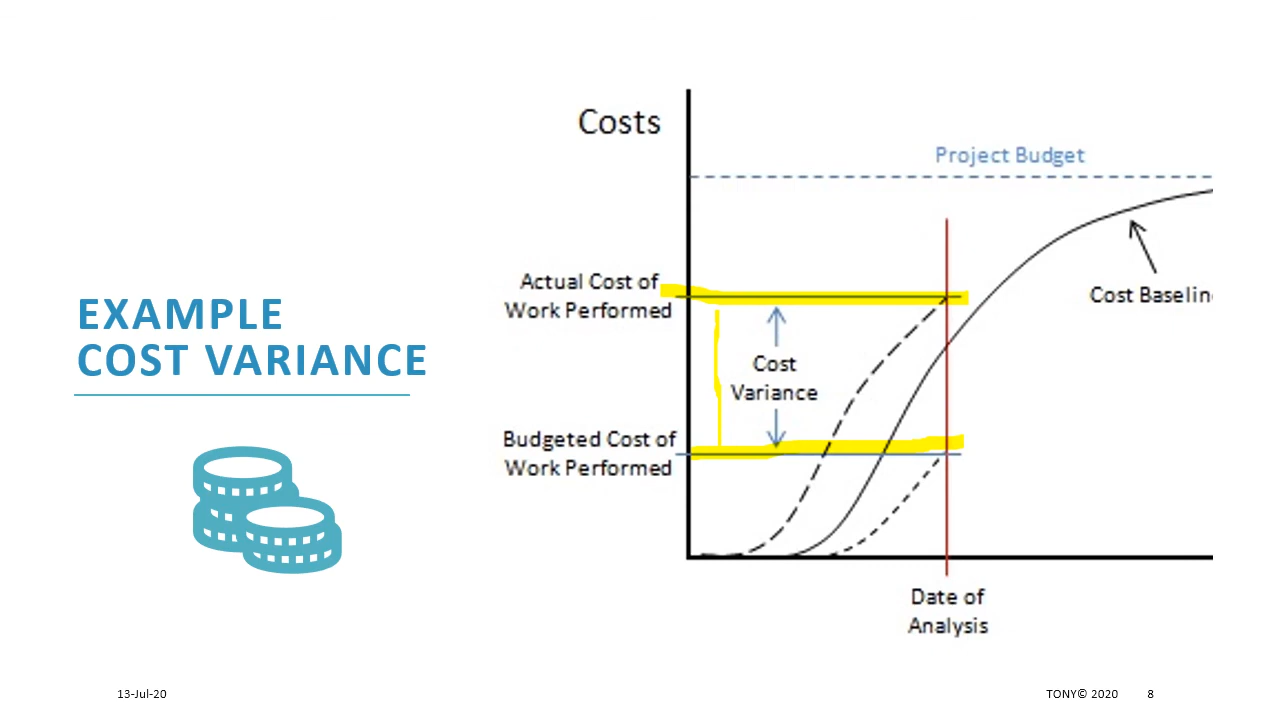 EXAMPLE
COST VARIANCE
Costs
Project Budget
Actual Cost of
Work Performed
Cost Baselin
Cost
Variance
Budgeted Cost of
Work Performed
Date of
Analysis
13-Jul-20
TONY© 2020
8